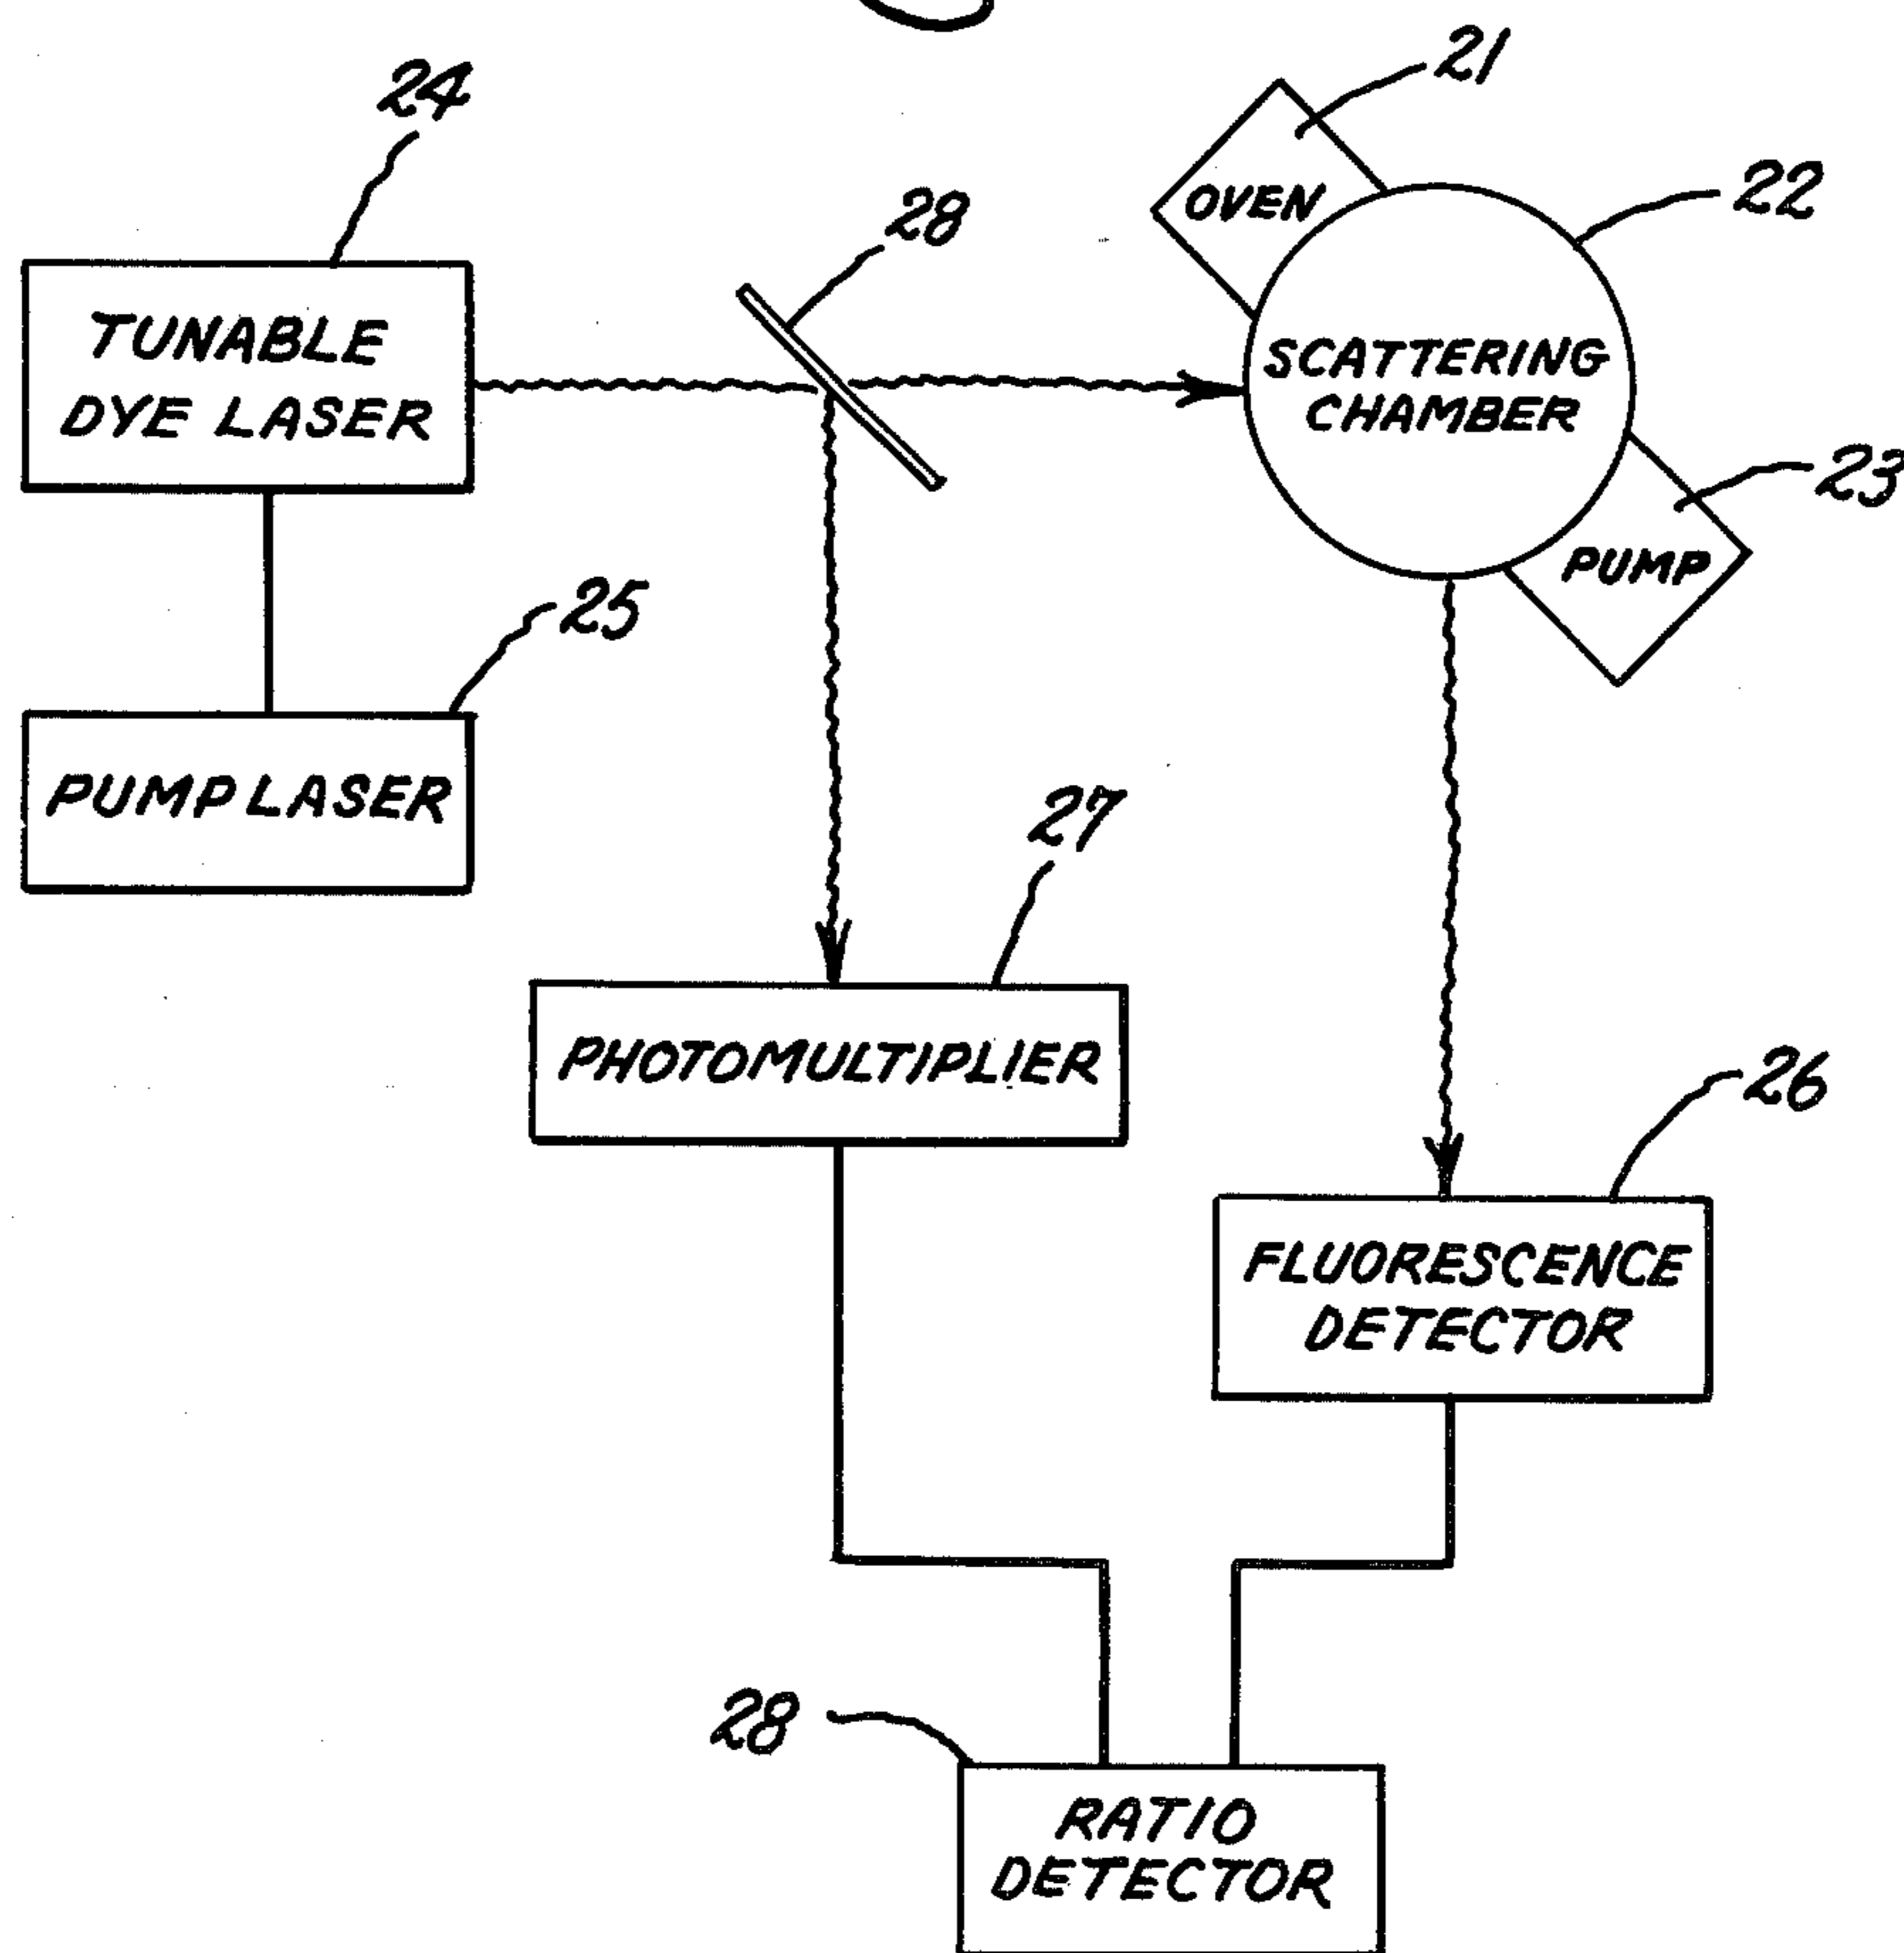 21
24
22
28
OVEN
TUNABLE
DYE LASER
SCATTERING
CHAMBER
23
PUMP
25
PUMP LASER
27
PHOTOMULTIPLIER
26
FLUORESCENCE
DETECTOR
28
RATIO
DETECTOR